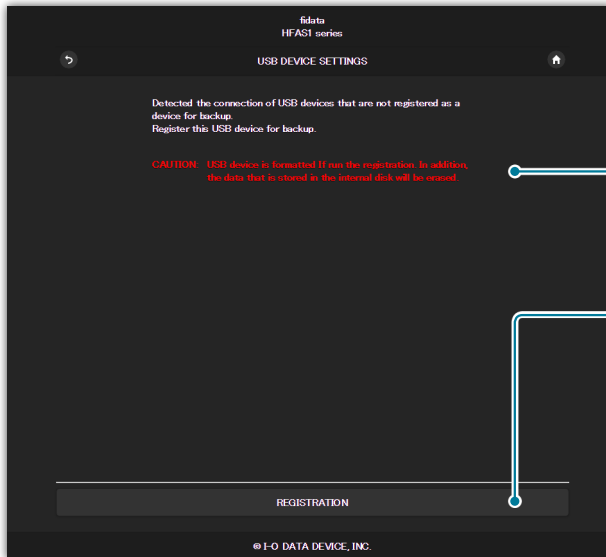 fidata
HFAS1 series
USB DEVICE SETTINGS
Detected the connection of USB devices that are not registered as a
device for backup.
Register this USB device for backup.
CAUTION: USB device is formatted If run the registration. In addition,
the data that is stored in the internal disk will be erased.
REGISTRATION
© I-O DATA DEVICE, INC.